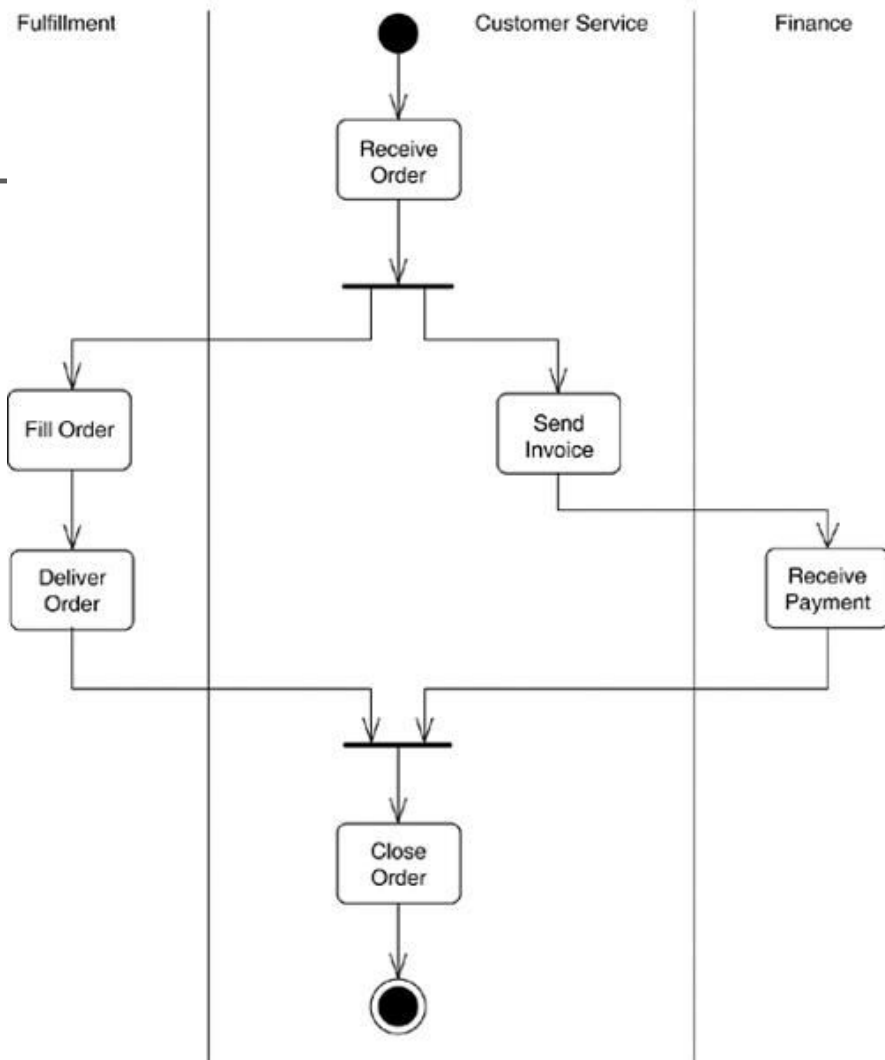 Fulfillment
Customer Service
Finance
Receive
Order
Fill Order
Send
Invoice
Deliver
Order
Receive
Payment
Close
Order